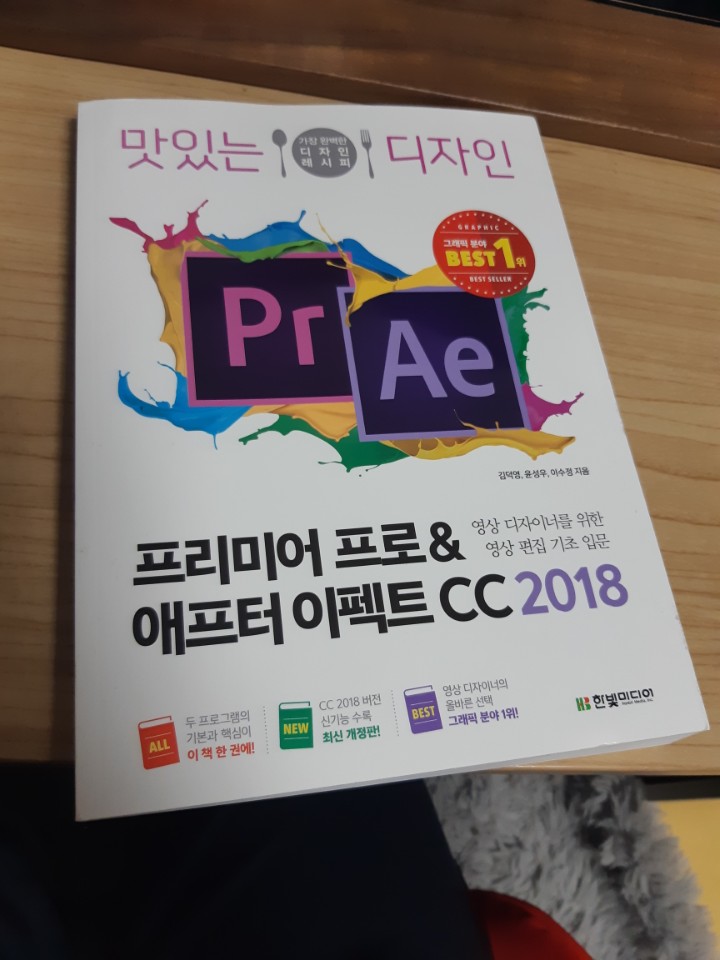 맛있는
가장 완벽한
디자인
레시피
디자인
GRAPHIC
그래픽 분야
BEST 1위
BEST SELLER
Pr
Ae
김덕영, 윤성우, 이수정 지음
프리미어 프로 &
영상 디자이너를 위한
영상 편집 기초 입문
애프터 이펙트 CC 2018
ALL
두 프로그램의
기본과 핵심이
이 책 한 권에!
NEW
CC 2018 버전
신기능 수록
최신 개정판!
BEST
영상 디자이너의
올바른 선택
그래픽 분야 1위!
HB 한빛미디어
Hanbit Media, Inc.